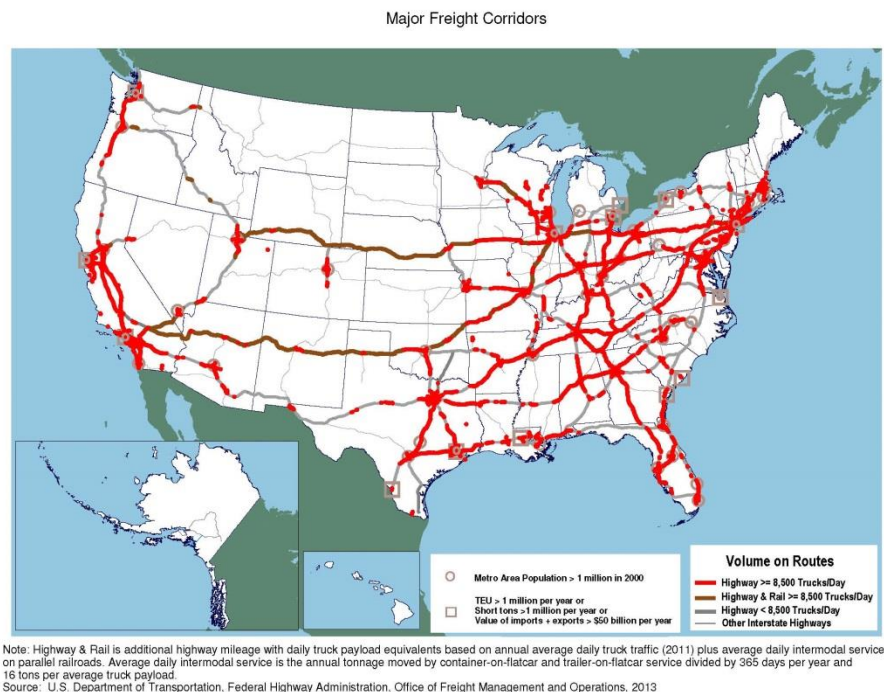 Major Freight Corridors
Metro Area Population > 1 million in 2000
TEU > 1 million per year or
Short tons >1 million per year or
Value of imports + exports > $50 billion per year
Volume on Routes
Highway >= 8,500 Trucks/Day
Highway & Rail >= 8,500 Trucks/Day
Highway < 8,500 Trucks/Day
Other Interstate Highways
Note: Highway & Rail is additional highway mileage with daily truck payload equivalents based on annual average daily truck traffic (2011) plus average daily intermodal service
on parallel railroads. Average daily intermodal service is the annual tonnage moved by container-on-flatcar and trailer-on-flatcar service divided by 365 days per year and
16 tons per average truck payload.
Source: U.S. Department of Transportation, Federal Highway Administration, Office of Freight Management and Operations, 2013